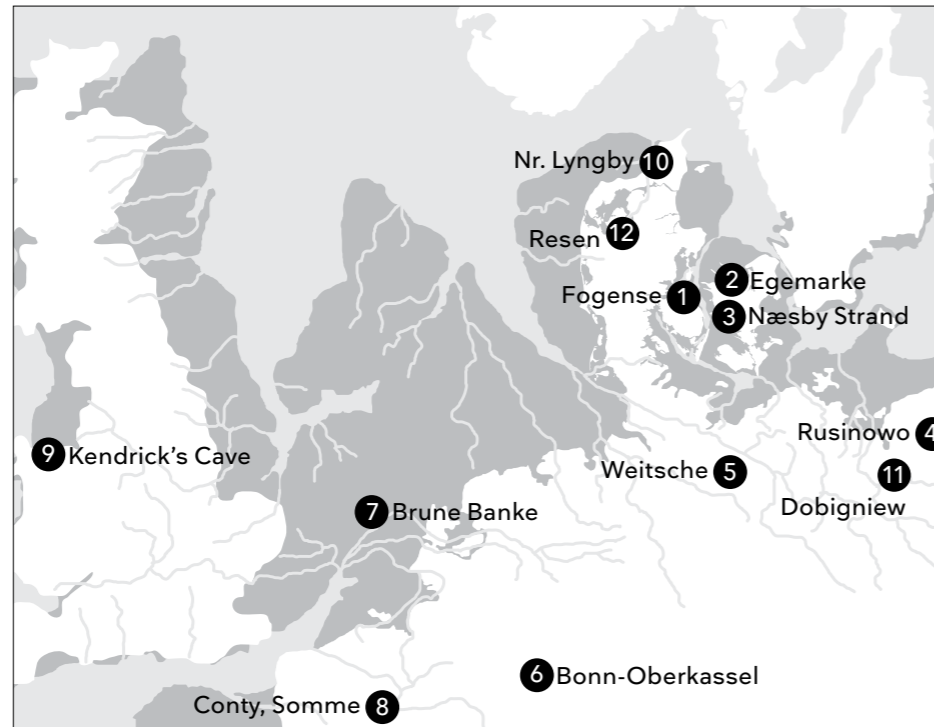 Nr. Lyngby 10
Resen 12
2 Egemarke
Fogense 1
3 Næsby Strand
Rusinowo 4
9 Kendrick's Cave
Weitsche 5
11
Dobigniew
7 Brune Banke
6 Bonn-Oberkassel
Conty, Somme 8